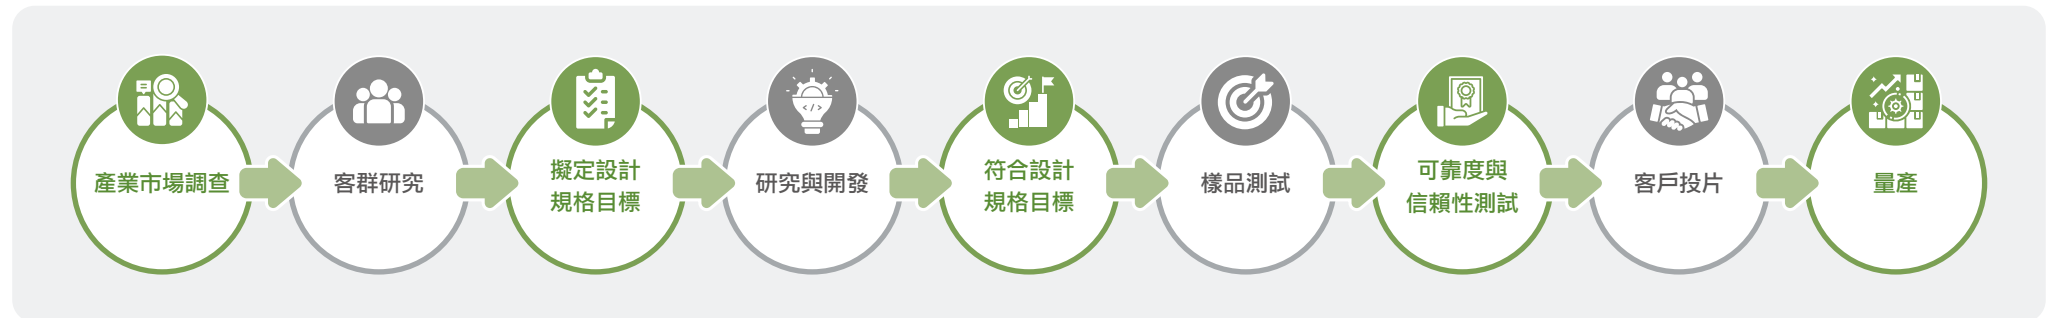 產業市場調查
客群研究
擬定設計
規格目標
研究與開發
符合設計
規格目標
樣品測試
可靠度與
信賴性測試
客戶投片
量產